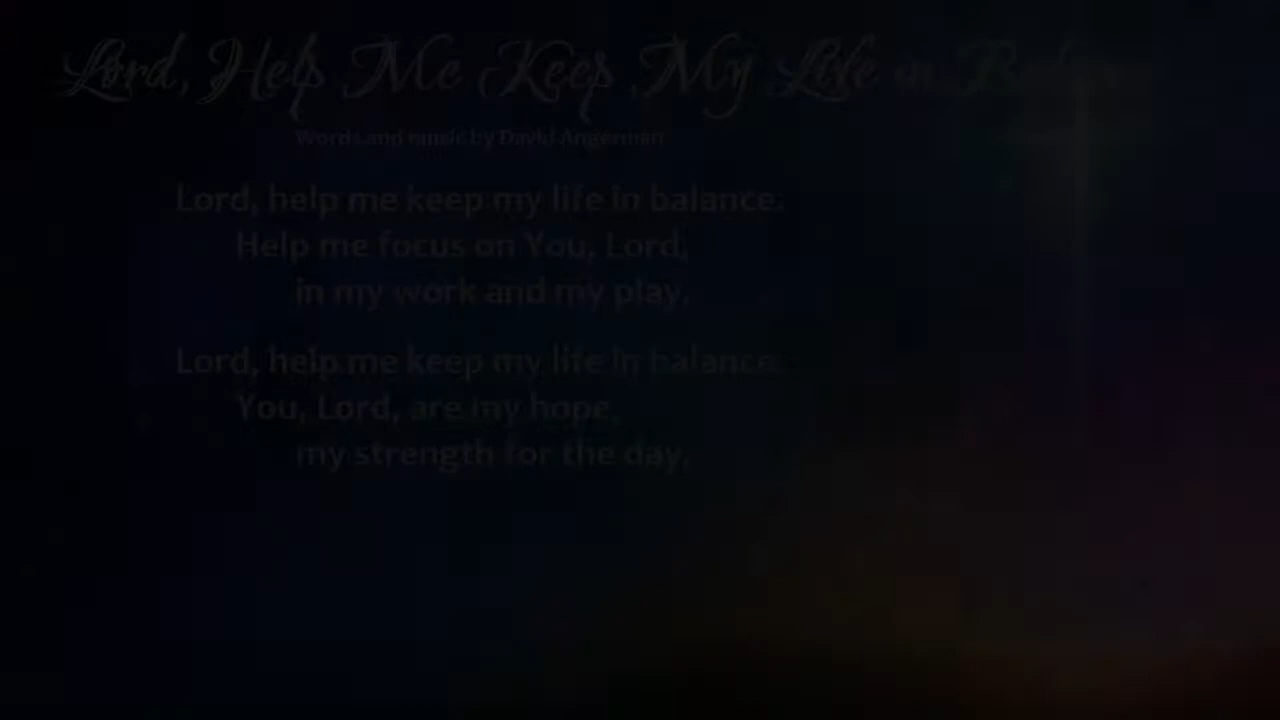 Lord, Help Me Keep My Life in Balance
Words and music by David Angerman
Lord, help me keep my life in balance.
Help me focus on You, Lord,
in my work and my play,
Lord, help me keep my life in balance.
You, Lord, are my hope,
my strength for the day,